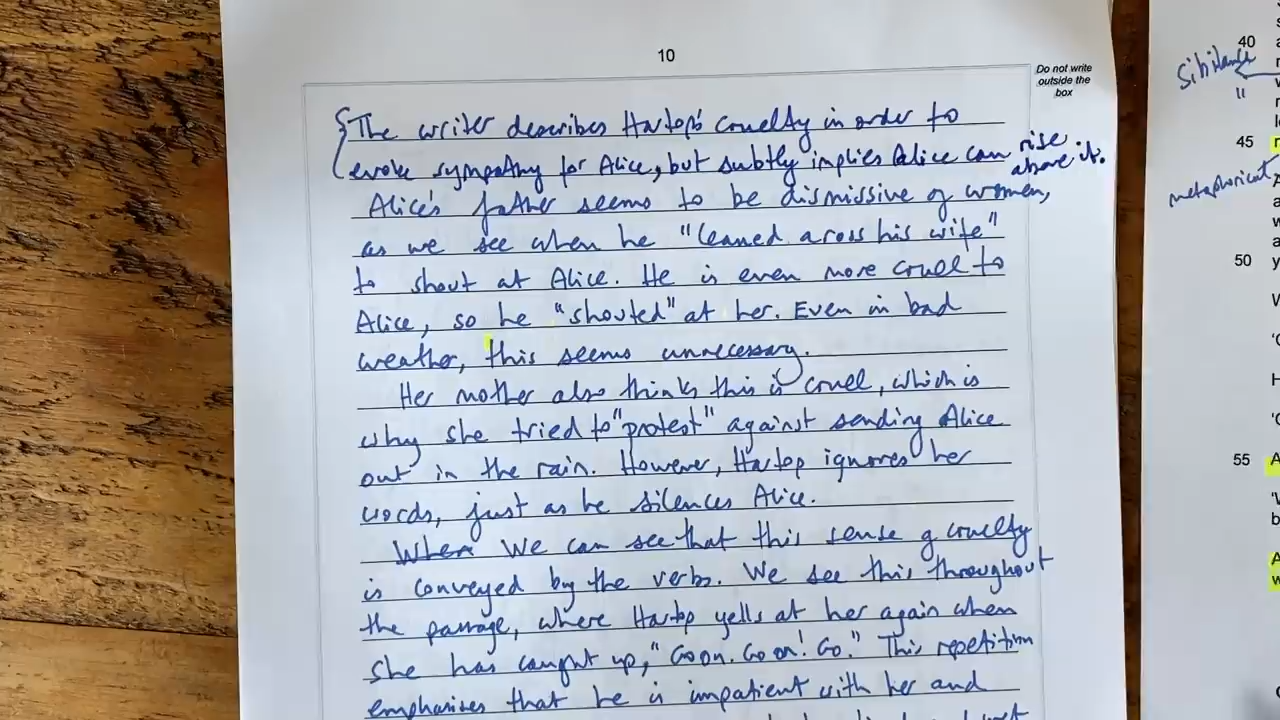 10
Do not write
outside the
box
The writer describes Hartop's cruelty in order to
evoke sympathy for Alice, but subtly implies Alice can rise
above it.
Alice's father seems to be dismissive of women,
as we see when he "leaned across his wife"
to shout at Alice. He is even more cruel to
Alice, so he "shouted" at her. Even in bad
weather, this seems unnecessary.
Her mother also thinks this is cruel, which is
why she tried to "protest" against sending Alice
out in the rain. However, Hartop ignores her
words, just as he silences Alice.
When We can see that this sense of cruelty
is conveyed by the verbs. We see this throughout
the passage, where Hartop yells at her again when
she has caught up, "Go on. Go on! Go." This repetition
emphasises that he is impatient with her and
40
Sibilance
"
45
metaphorical
50
55